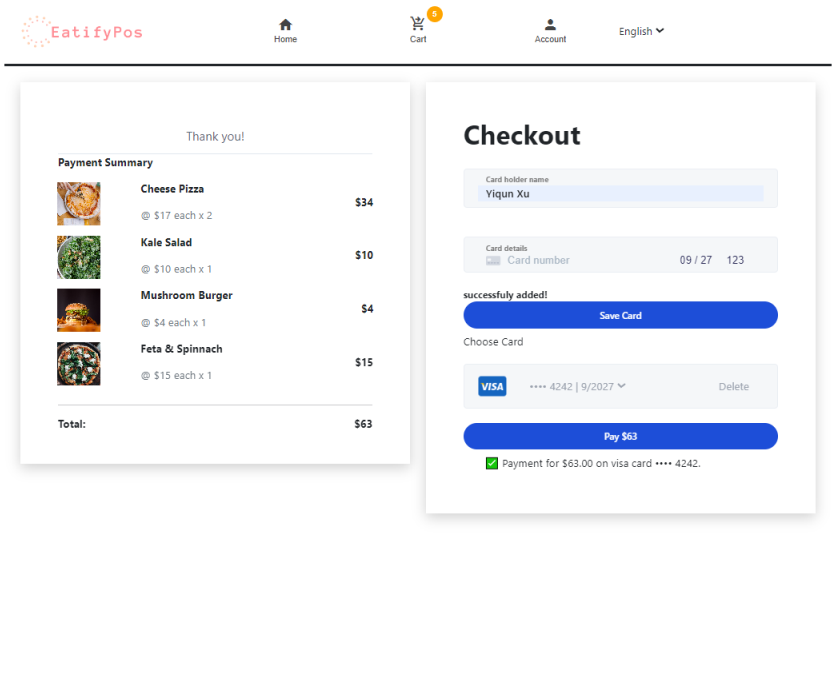 EatifyPos
Home
5
Cart
Account
English
Thank you!
Payment Summary
Cheese Pizza
@ $17 each x 2
$34
Kale Salad
@ $10 each x 1
$10
Mushroom Burger
@ $4 each x 1
$4
Feta & Spinnach
@ $15 each x 1
$15
Total:
$63
Checkout
Card holder name
Yiqun Xu
Card details
Card number 09 / 27 123
successfuly added!
Save Card
Choose Card
VISA •••• 4242 | 9/2027 Delete
Pay $63
✅ Payment for $63.00 on visa card •••• 4242.